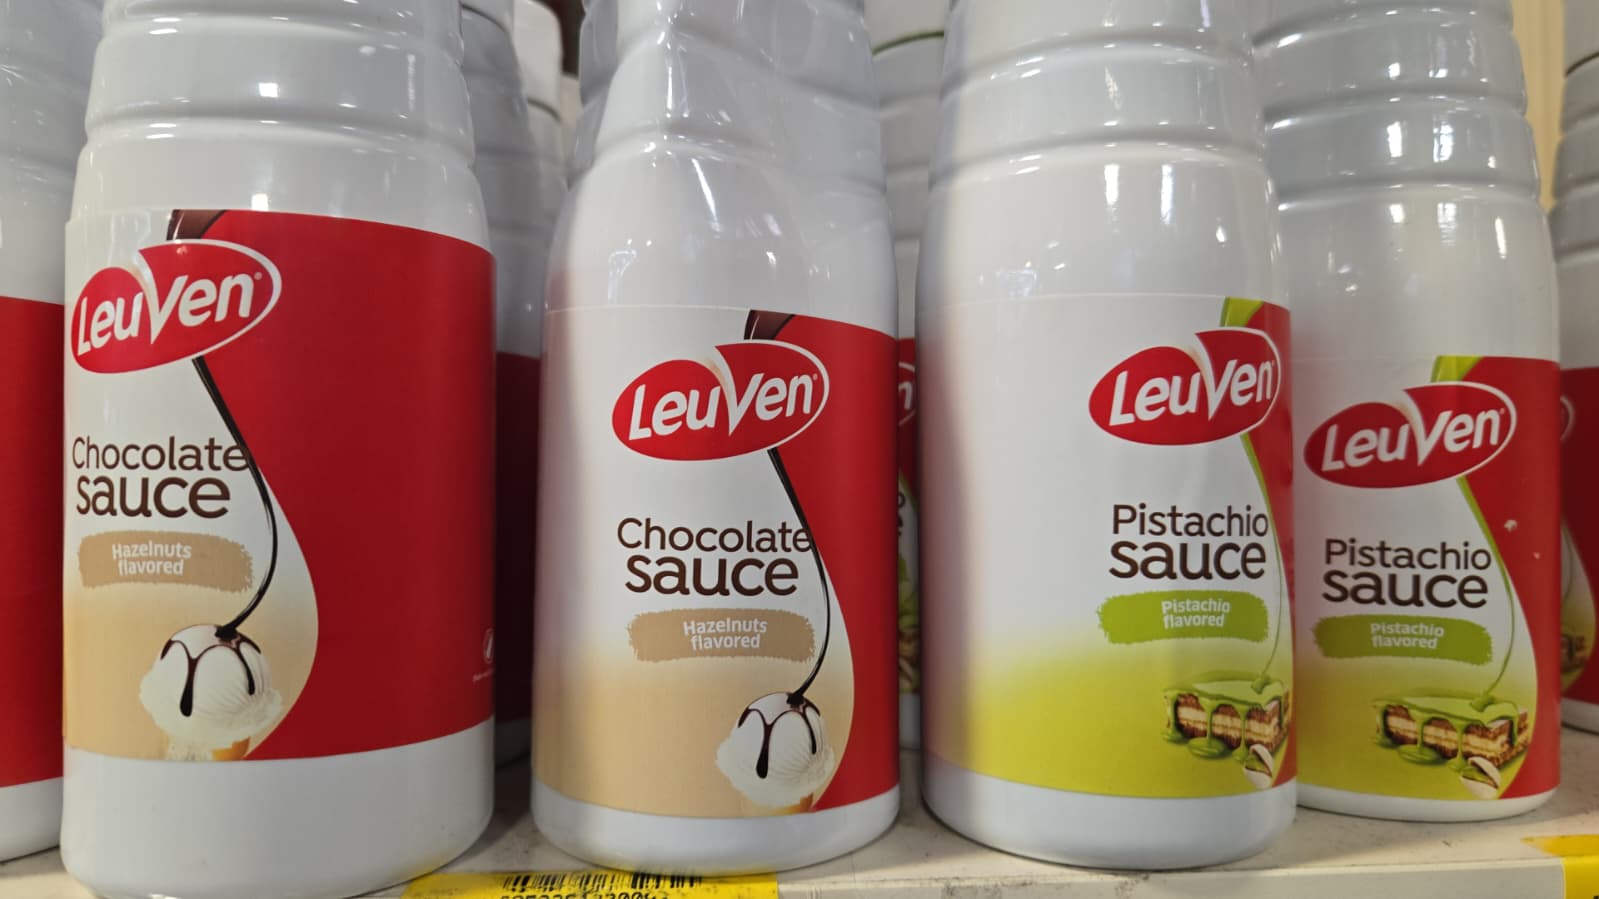 LeuVen
Chocolate
sauce
Hazelnuts
flavored
LeuVen
Chocolate
sauce
Hazelnuts
flavored
LeuVen
Pistachio
sauce
Pistachio
flavored
LeuVen
Pistachio
sauce
Pistachio
flavored